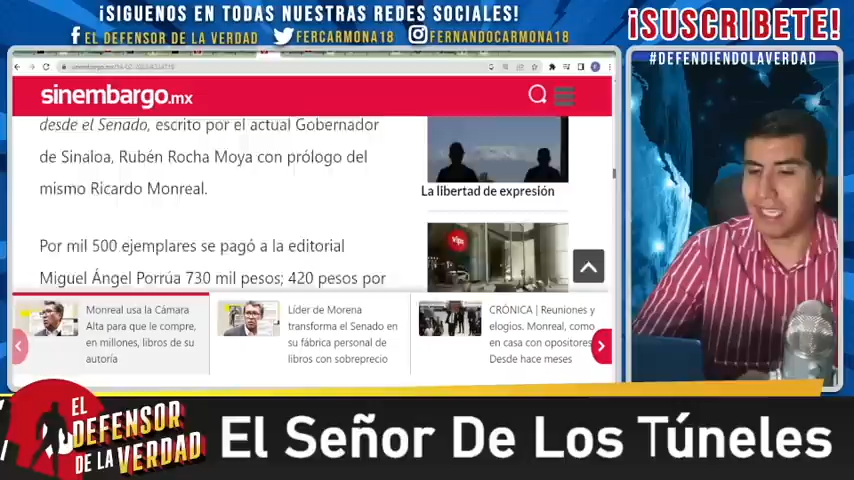 ¡SIGUENOS EN TODAS NUESTRAS REDES SOCIALES!
EL DEFENSOR DE LA VERDAD
FERCARMONA18
FERNANDOCARMONA18
¡SUSCRIBETE!
#DEFENDIENDOLAVERDAD
sinembargo.mx
desde el Senado, escrito por el actual Gobernador
de Sinaloa, Rubén Rocha Moya con prólogo del
mismo Ricardo Monreal.
La libertad de expresión
Por mil 500 ejemplares se pagó a la editorial
Miguel Ángel Porrúa 730 mil pesos; 420 pesos por
vips
Monreal usa la Cámara
Alta para que le compre,
en millones, libros de su
autoría
Líder de Morena
transforma el Senado en
su fábrica personal de
libros con sobreprecio
CRÓNICA | Reuniones y
elogios. Monreal, como
en casa con opositores
Desde hace meses
EL
DEFENSOR
DE LA VERDAD
El Señor De Los Túneles